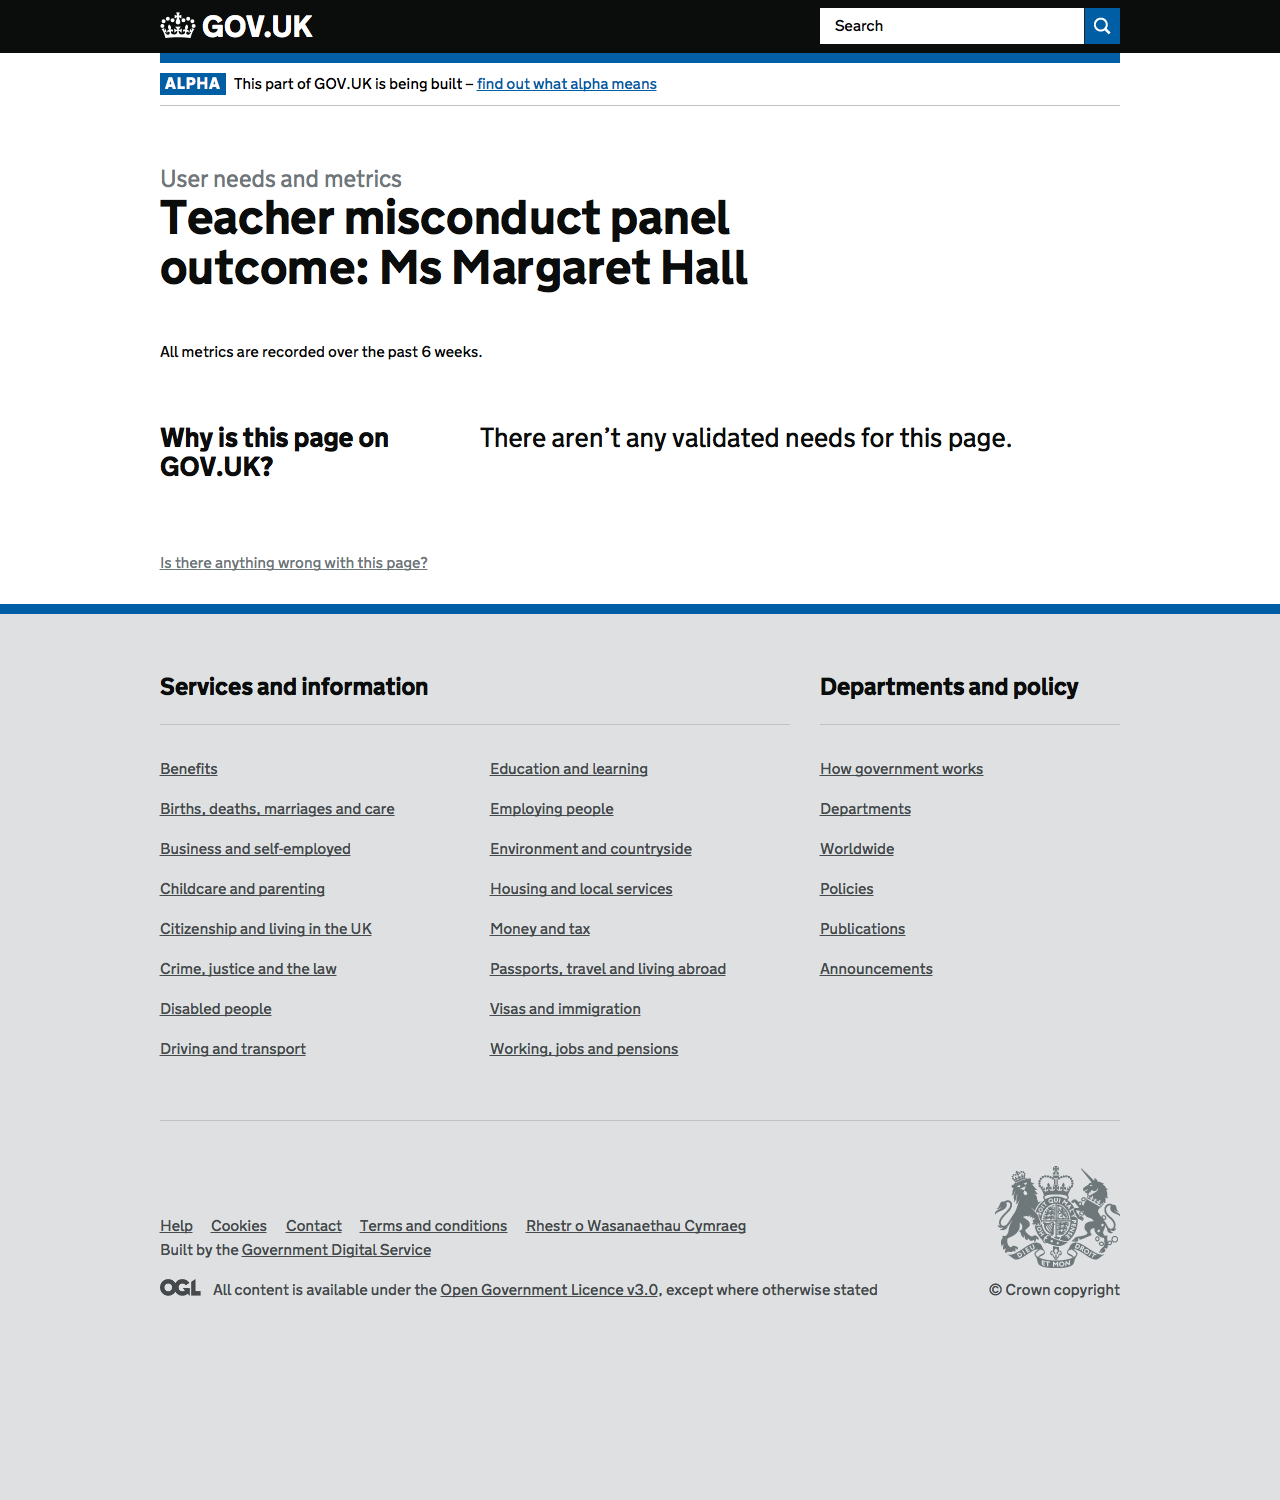 GOV.UK
Search
ALPHA This part of GOV.UK is being built – find out what alpha means
User needs and metrics
Teacher misconduct panel
outcome: Ms Margaret Hall
All metrics are recorded over the past 6 weeks.
Why is this page on
GOV.UK?
There aren’t any validated needs for this page.
Is there anything wrong with this page?
Services and information
Benefits
Births, deaths, marriages and care
Business and self-employed
Childcare and parenting
Citizenship and living in the UK
Crime, justice and the law
Disabled people
Driving and transport
Education and learning
Employing people
Environment and countryside
Housing and local services
Money and tax
Passports, travel and living abroad
Visas and immigration
Working, jobs and pensions
Departments and policy
How government works
Departments
Worldwide
Policies
Publications
Announcements
Help Cookies Contact Terms and conditions Rhestr o Wasanaethau Cymraeg
Built by the Government Digital Service
OGL All content is available under the Open Government Licence v3.0, except where otherwise stated
DIEU ET MON DROIT
© Crown copyright